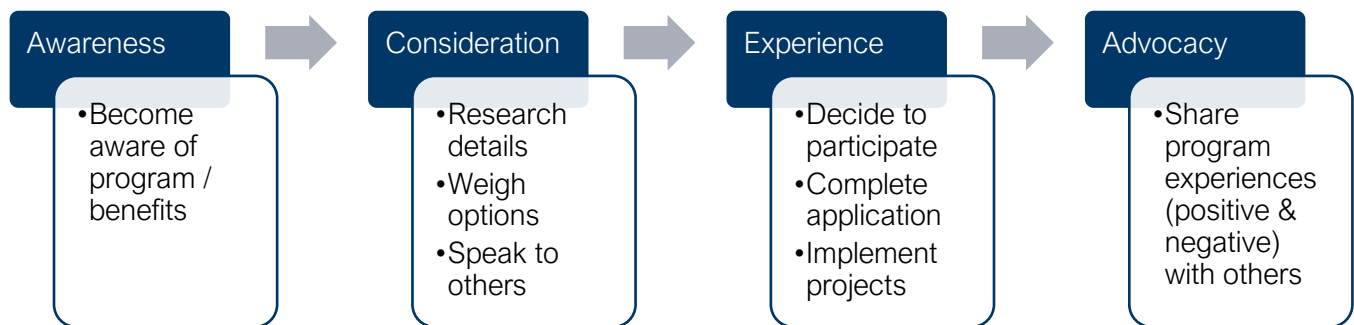 Awareness
•Become
aware of
program /
benefits
Consideration
•Research
details
•Weigh
options
•Speak to
others
Experience
•Decide to
participate
•Complete
application
•Implement
projects
Advocacy
•Share
program
experiences
(positive &
negative)
with others